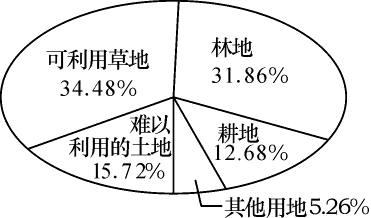 可利用草地
34.48%
林地
31.86%
难以
利用的土地
15.72%
耕地
12.68%
其他用地5.26%